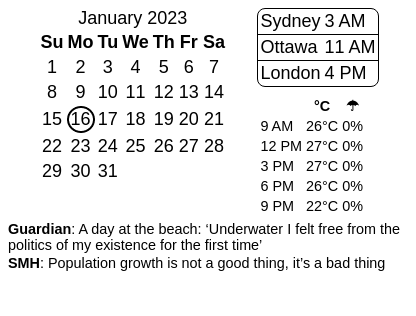 January 2023
Su Mo Tu We Th Fr Sa
1 2 3 4 5 6 7
8 9 10 11 12 13 14
15 16 17 18 19 20 21
22 23 24 25 26 27 28
29 30 31
Sydney 3 AM
Ottawa 11 AM
London 4 PM
°C ☂
9 AM 26°C 0%
12 PM 27°C 0%
3 PM 27°C 0%
6 PM 26°C 0%
9 PM 22°C 0%
Guardian: A day at the beach: ‘Underwater I felt free from the
politics of my existence for the first time’
SMH: Population growth is not a good thing, it’s a bad thing